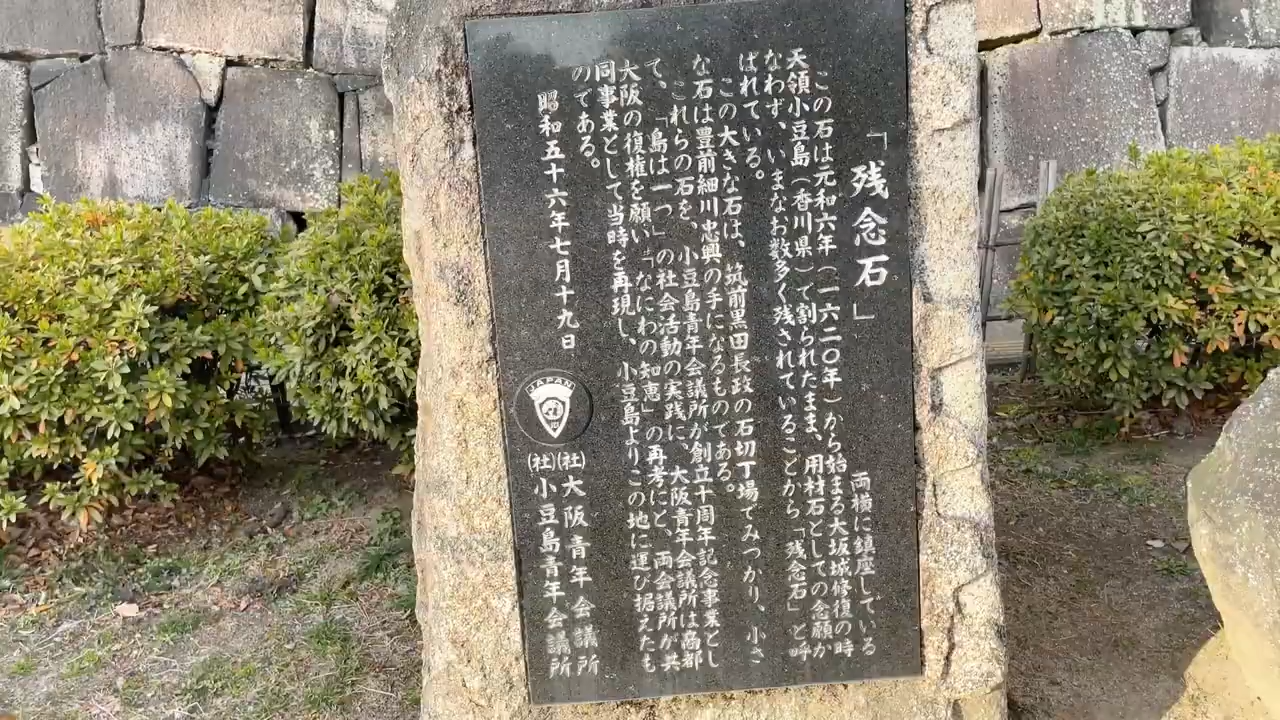 「残念石」
両横に鎮座している
この石は元和六年(一六二〇年)から始まる大坂城修復の時
天領小豆島(香川県)で割られたまま、用材石としての念願か
なわず、いまなお数多く残されていることから「残念石」と呼
ばれている。
この大きな石は、筑前黒田長政の石切丁場でみつかり、小さ
な石は豊前細川忠興の手になるものである。
これらの石を、小豆島青年会議所が創立十周年記念事業とし
て、「島は一つ」の社会活動の実践に、大阪青年会議所は商都
大阪の復権を願い「なにわの知恵」の再考にと、両会議所が共
同事業として当時を再現し、小豆島よりこの地に運び据えたも
のである。
昭和五十六年七月十九日
JAPAN
(社)大阪青年会議所
(社)小豆島青年会議所